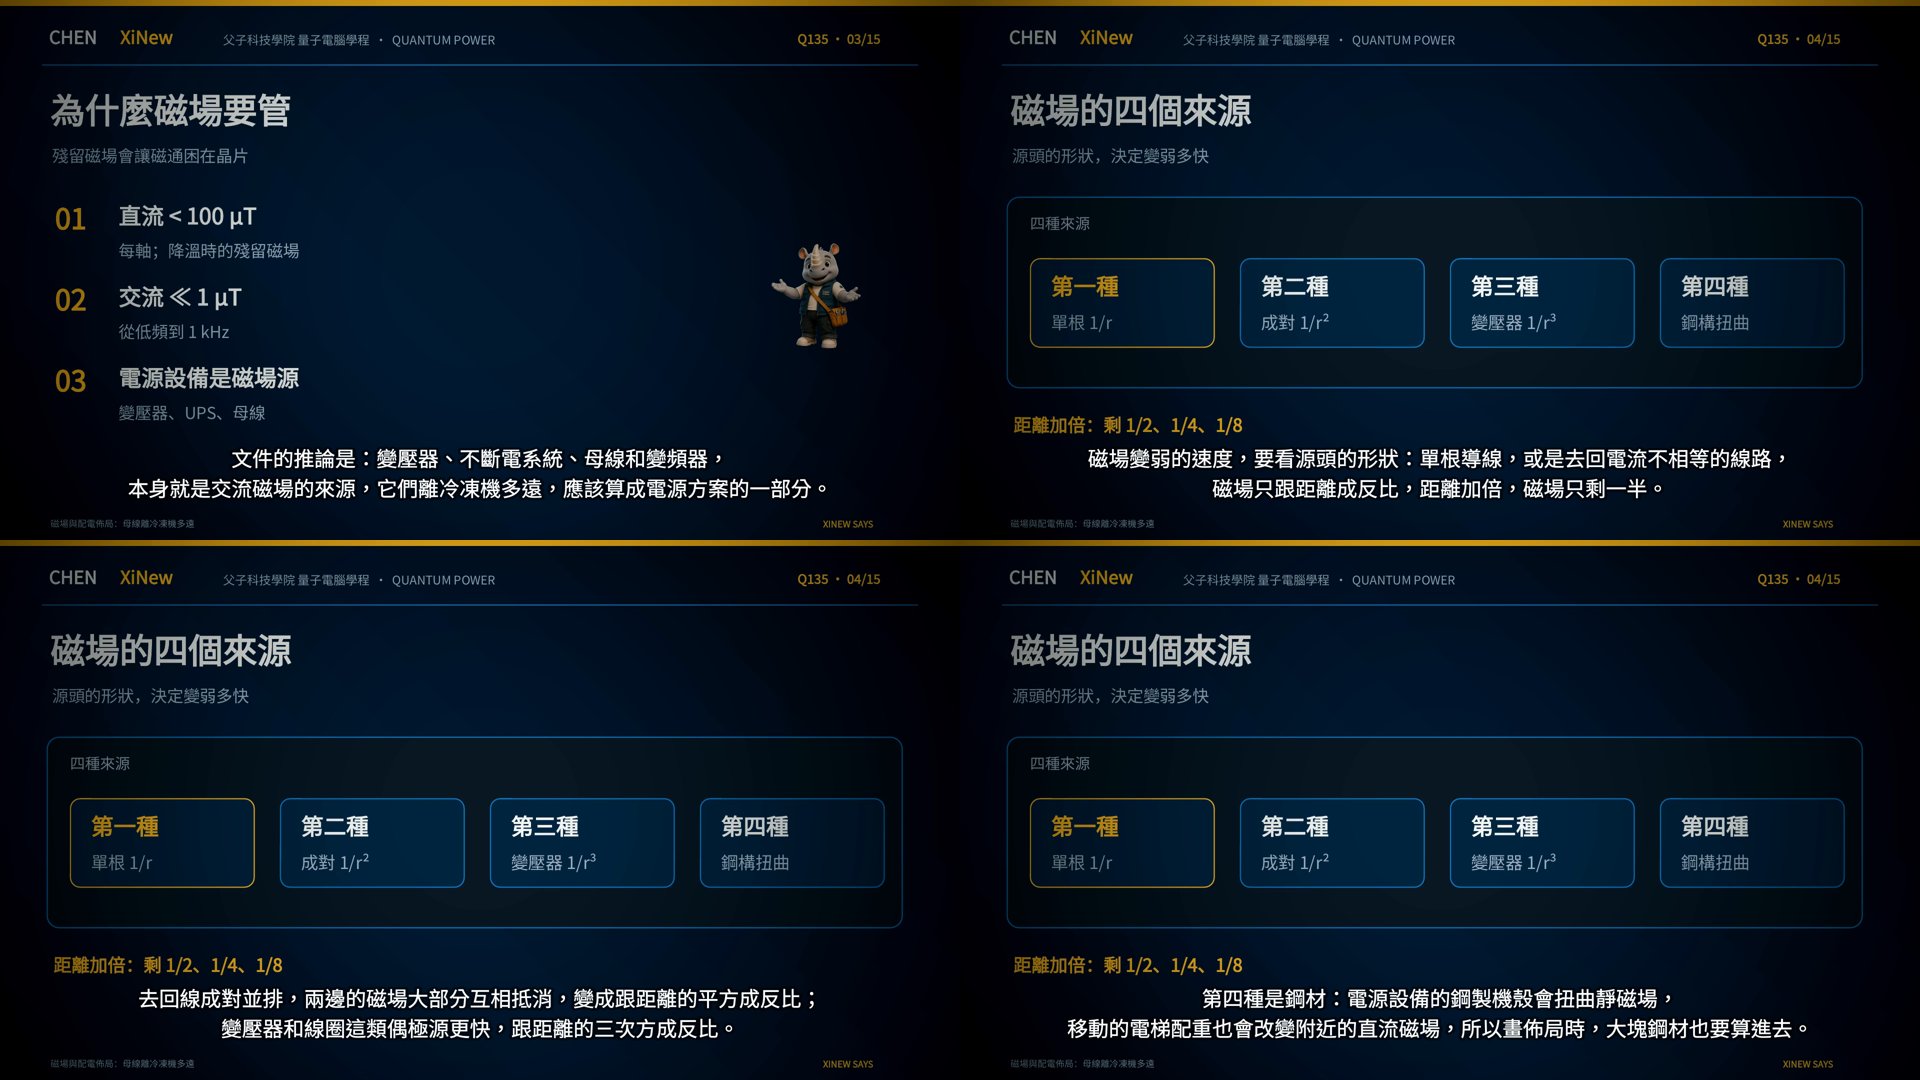 CHEN XiNew 父子科技學院 量子電腦學程 · QUANTUM POWER Q135 · 03/15
為什麼磁場要管
殘留磁場會讓磁通困在晶片
01 直流 < 100 µT
每軸；降溫時的殘留磁場
02 交流 ≪ 1 µT
從低頻到 1 kHz
03 電源設備是磁場源
變壓器、UPS、母線
文件的推論是：變壓器、不斷電系統、母線和變頻器，
本身就是交流磁場的來源，它們離冷凍機多遠，應該算成電源方案的一部分。
磁場與配電佈局：母線離冷凍機多遠 XINEW SAYS
CHEN XiNew 父子科技學院 量子電腦學程 · QUANTUM POWER Q135 · 04/15
磁場的四個來源
源頭的形狀，決定變弱多快
四種來源
第一種 第二種 第三種 第四種
單根 1/r 成對 1/r² 變壓器 1/r³ 鋼構扭曲
距離加倍：剩 1/2、1/4、1/8
磁場變弱的速度，要看源頭的形狀：單根導線，或是去回電流不相等的線路，
磁場只跟距離成反比，距離加倍，磁場只剩一半。
磁場與配電佈局：母線離冷凍機多遠 XINEW SAYS
CHEN XiNew 父子科技學院 量子電腦學程 · QUANTUM POWER Q135 · 04/15
磁場的四個來源
源頭的形狀，決定變弱多快
四種來源
第一種 第二種 第三種 第四種
單根 1/r 成對 1/r² 變壓器 1/r³ 鋼構扭曲
距離加倍：剩 1/2、1/4、1/8
去回線成對並排，兩邊的磁場大部分互相抵消，變成跟距離的平方成反比；
變壓器和線圈這類偶極源更快，跟距離的三次方成反比。
磁場與配電佈局：母線離冷凍機多遠 XINEW SAYS
CHEN XiNew 父子科技學院 量子電腦學程 · QUANTUM POWER Q135 · 04/15
磁場的四個來源
源頭的形狀，決定變弱多快
四種來源
第一種 第二種 第三種 第四種
單根 1/r 成對 1/r² 變壓器 1/r³ 鋼構扭曲
距離加倍：剩 1/2、1/4、1/8
第四種是鋼材：電源設備的鋼製機殼會扭曲靜磁場，
移動的電梯配重也會改變附近的直流磁場，所以畫佈局時，大塊鋼材也要算進去。
磁場與配電佈局：母線離冷凍機多遠 XINEW SAYS